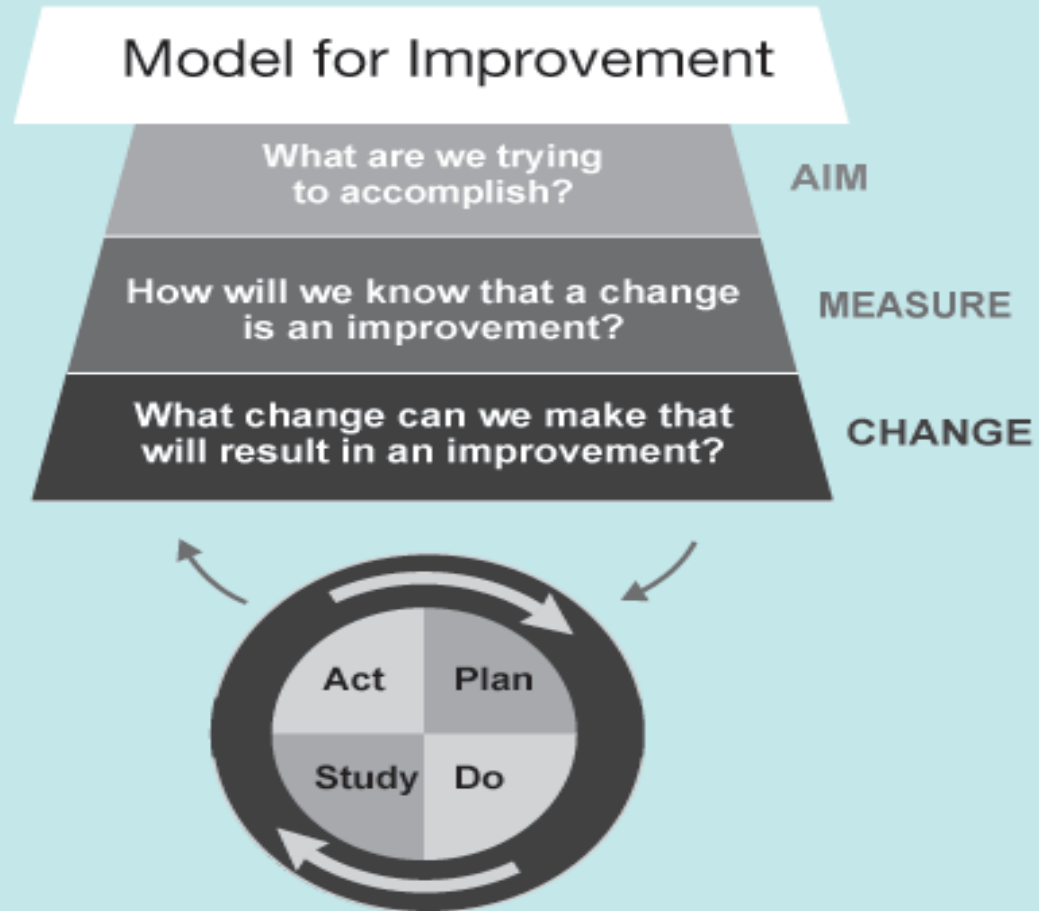 Model for Improvement
What are we trying
to accomplish?
AIM
How will we know that a change
is an improvement?
MEASURE
What change can we make that
will result in an improvement?
CHANGE
Act
Plan
Study
Do